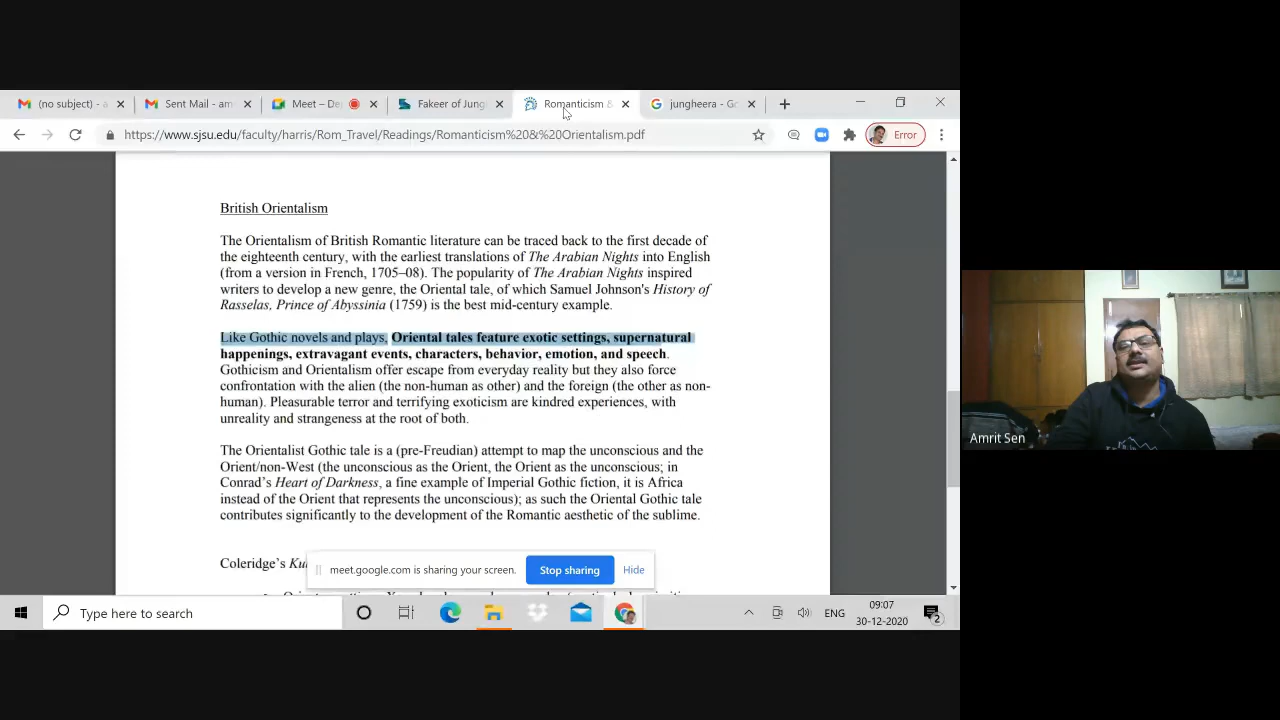 (no subject) - a
Sent Mail - am
Meet – De
Fakeer of Jung
Romanticism &
jungheera - Go
https://www.sjsu.edu/faculty/harris/Rom_Travel/Readings/Romanticism%20&%20Orientalism.pdf
Error
British Orientalism
The Orientalism of British Romantic literature can be traced back to the first decade of
the eighteenth century, with the earliest translations of The Arabian Nights into English
(from a version in French, 1705–08). The popularity of The Arabian Nights inspired
writers to develop a new genre, the Oriental tale, of which Samuel Johnson's History of
Rasselas, Prince of Abyssinia (1759) is the best mid-century example.
Like Gothic novels and plays, Oriental tales feature exotic settings, supernatural
happenings, extravagant events, characters, behavior, emotion, and speech.
Gothicism and Orientalism offer escape from everyday reality but they also force
confrontation with the alien (the non-human as other) and the foreign (the other as non-
human). Pleasurable terror and terrifying exoticism are kindred experiences, with
unreality and strangeness at the root of both.
The Orientalist Gothic tale is a (pre-Freudian) attempt to map the unconscious and the
Orient/non-West (the unconscious as the Orient, the Orient as the unconscious; in
Conrad’s Heart of Darkness, a fine example of Imperial Gothic fiction, it is Africa
instead of the Orient that represents the unconscious); as such the Oriental Gothic tale
contributes significantly to the development of the Romantic aesthetic of the sublime.
Coleridge’s Ku
meet.google.com is sharing your screen.
Stop sharing
Hide
Amrit Sen
Type here to search
ENG
09:07
30-12-2020
2